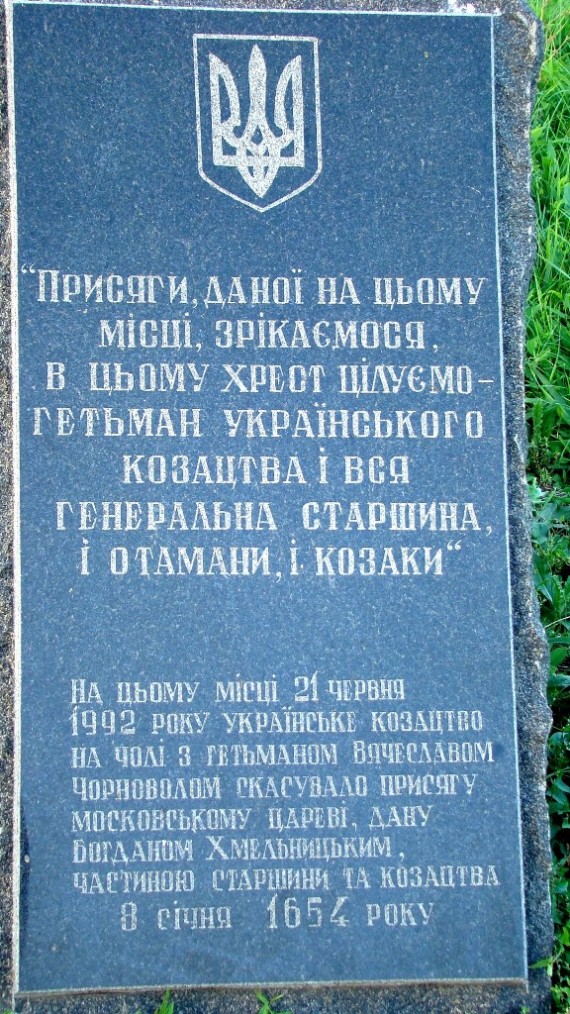 “Присяги, даної на цьому
місці, зрікаємося,
в цьому хрест цілуємо –
гетьман українського
козацтва і вся
генеральна старшина,
і отамани, і козаки“
На цьому місці 21 червня
1992 року українське козацтво
на чолі з гетьманом Вячеславом
Чорноволом скасувало присягу
московському цареві, дану
Богданом Хмельницьким,
частиною старшини та козацтва
8 січня 1654 року